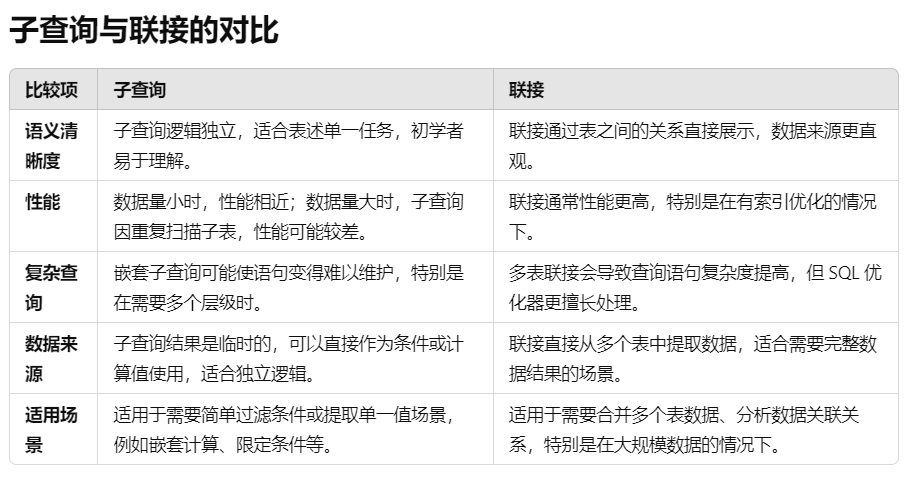 子查询与联接的对比
比较项 子查询 联接
语义清 子查询逻辑独立，适合表述单一任务，初学者 联接通过表之间的关系直接展示，数据来源更直
晰度 易于理解。 观。
性能 数据量小时，性能相近；数据量大时，子查询 联接通常性能更高，特别是在有索引优化的情况
因重复扫描子表，性能可能较差。 下。
复杂查 嵌套子查询可能使语句变得难以维护，特别是 多表联接会导致查询语句复杂度提高，但 SQL 优
询 在需要多个层级时。 化器更擅长处理。
数据来 子查询结果是临时的，可以直接作为条件或计 联接直接从多个表中提取数据，适合需要完整数
源 算值使用，适合独立逻辑。 据结果的场景。
适用场 适用于需要简单过滤条件或提取单一值场景， 适用于需要合并多个表数据、分析数据关联关
景 例如嵌套计算、限定条件等。 系，特别是在大规模数据的情况下。